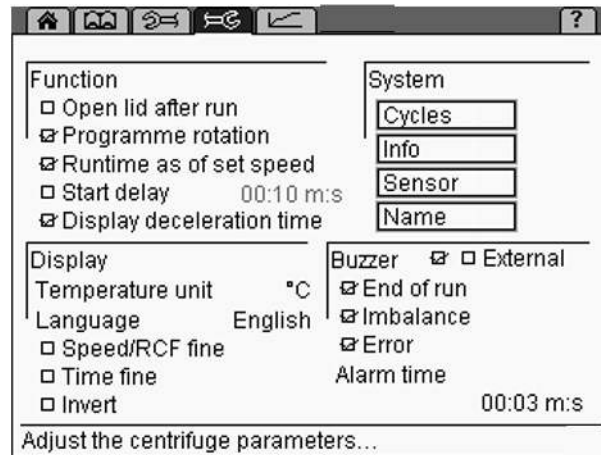 ?
Function
Open lid after run
Programme rotation
Runtime as of set speed
Start delay 00:10 m:s
Display deceleration time
System
Cycles
Info
Sensor
Name
Display
Temperature unit °C
Language English
Speed/RCF fine
Time fine
Invert
Buzzer External
End of run
Imbalance
Error
Alarm time
00:03 m:s
Adjust the centrifuge parameters...